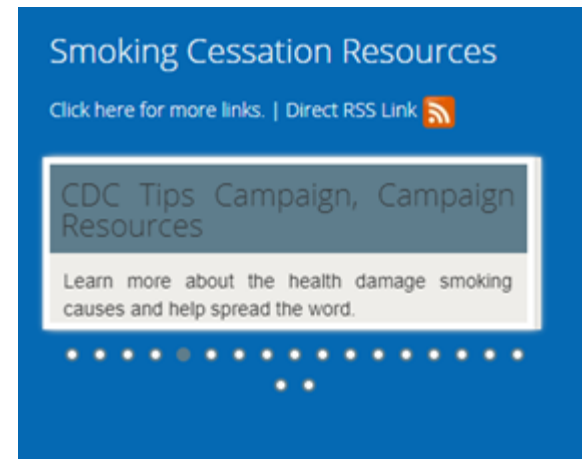 Smoking Cessation Resources
Click here for more links. | Direct RSS Link
CDC Tips Campaign, Campaign
Resources
Learn more about the health damage smoking
causes and help spread the word.